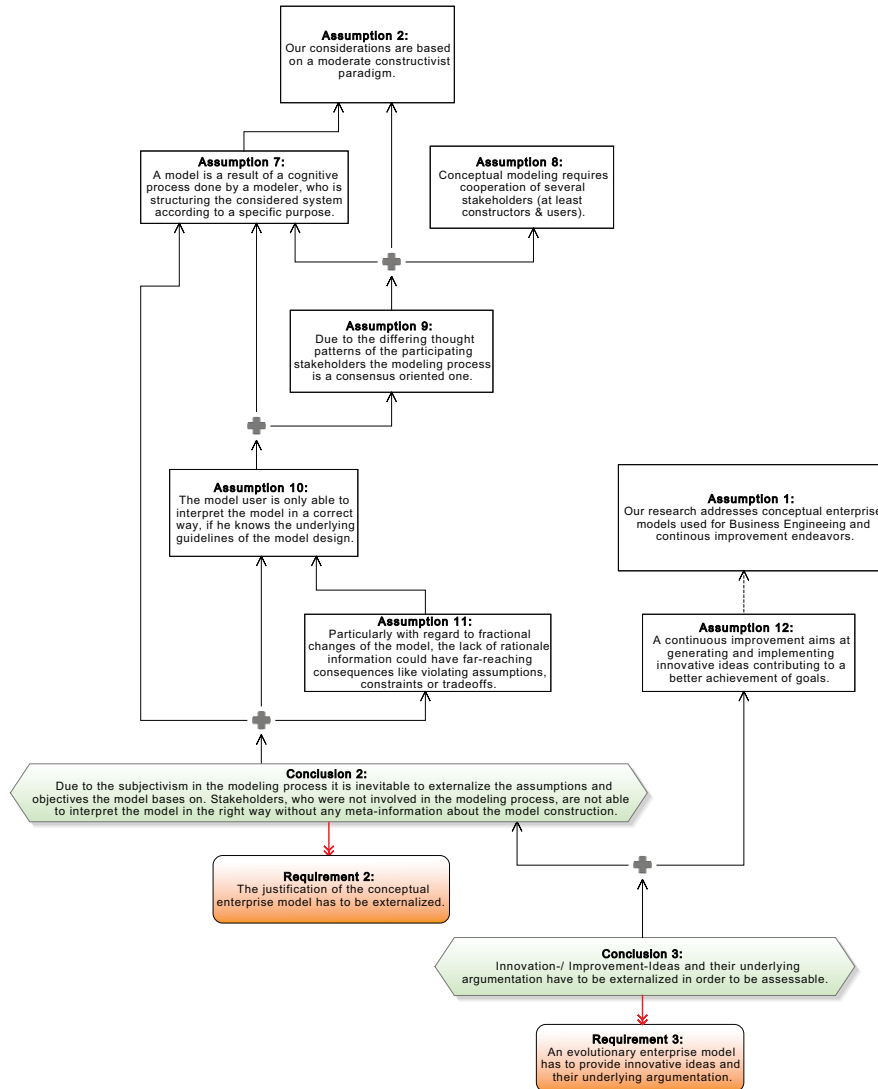 Assumption 2:
Our considerations are based
on a moderate constructivist
paradigm.
Assumption 7:
A model is a result of a cognitive
process done by a modeler, who is
structuring the considered system
according to a specific purpose.
Assumption 8:
Conceptual modeling requires
cooperation of several
stakeholders (at least
constructors & users).
Assumption 9:
Due to the differing thought
patterns of the participating
stakeholders the modeling process
is a consensus oriented one.
Assumption 10:
The model user is only able to
interpret the model in a correct
way, if he knows the underlying
guidelines of the model design.
Assumption 1:
Our research addresses conceptual enterprise
models used for Business Engineeing and
continous improvement endeavors.
Assumption 11:
Particularly with regard to fractional
changes of the model, the lack of rationale
information could have far-reaching
consequences like violating assumptions,
constraints or tradeoffs.
Assumption 12:
A continuous improvement aims at
generating and implementing
innovative ideas contributing to a
better achievement of goals.
Conclusion 2:
Due to the subjectivism in the modeling process it is inevitable to externalize the assumptions and
objectives the model bases on. Stakeholders, who were not involved in the modeling process, are not able
to interpret the model in the right way without any meta-information about the model construction.
Requirement 2:
The justification of the conceptual
enterprise model has to be externalized.
Conclusion 3:
Innovation-/ Improvement-Ideas and their underlying
argumentation have to be externalized in order to be assessable.
Requirement 3:
An evolutionary enterprise model
has to provide innovative ideas and
their underlying argumentation.